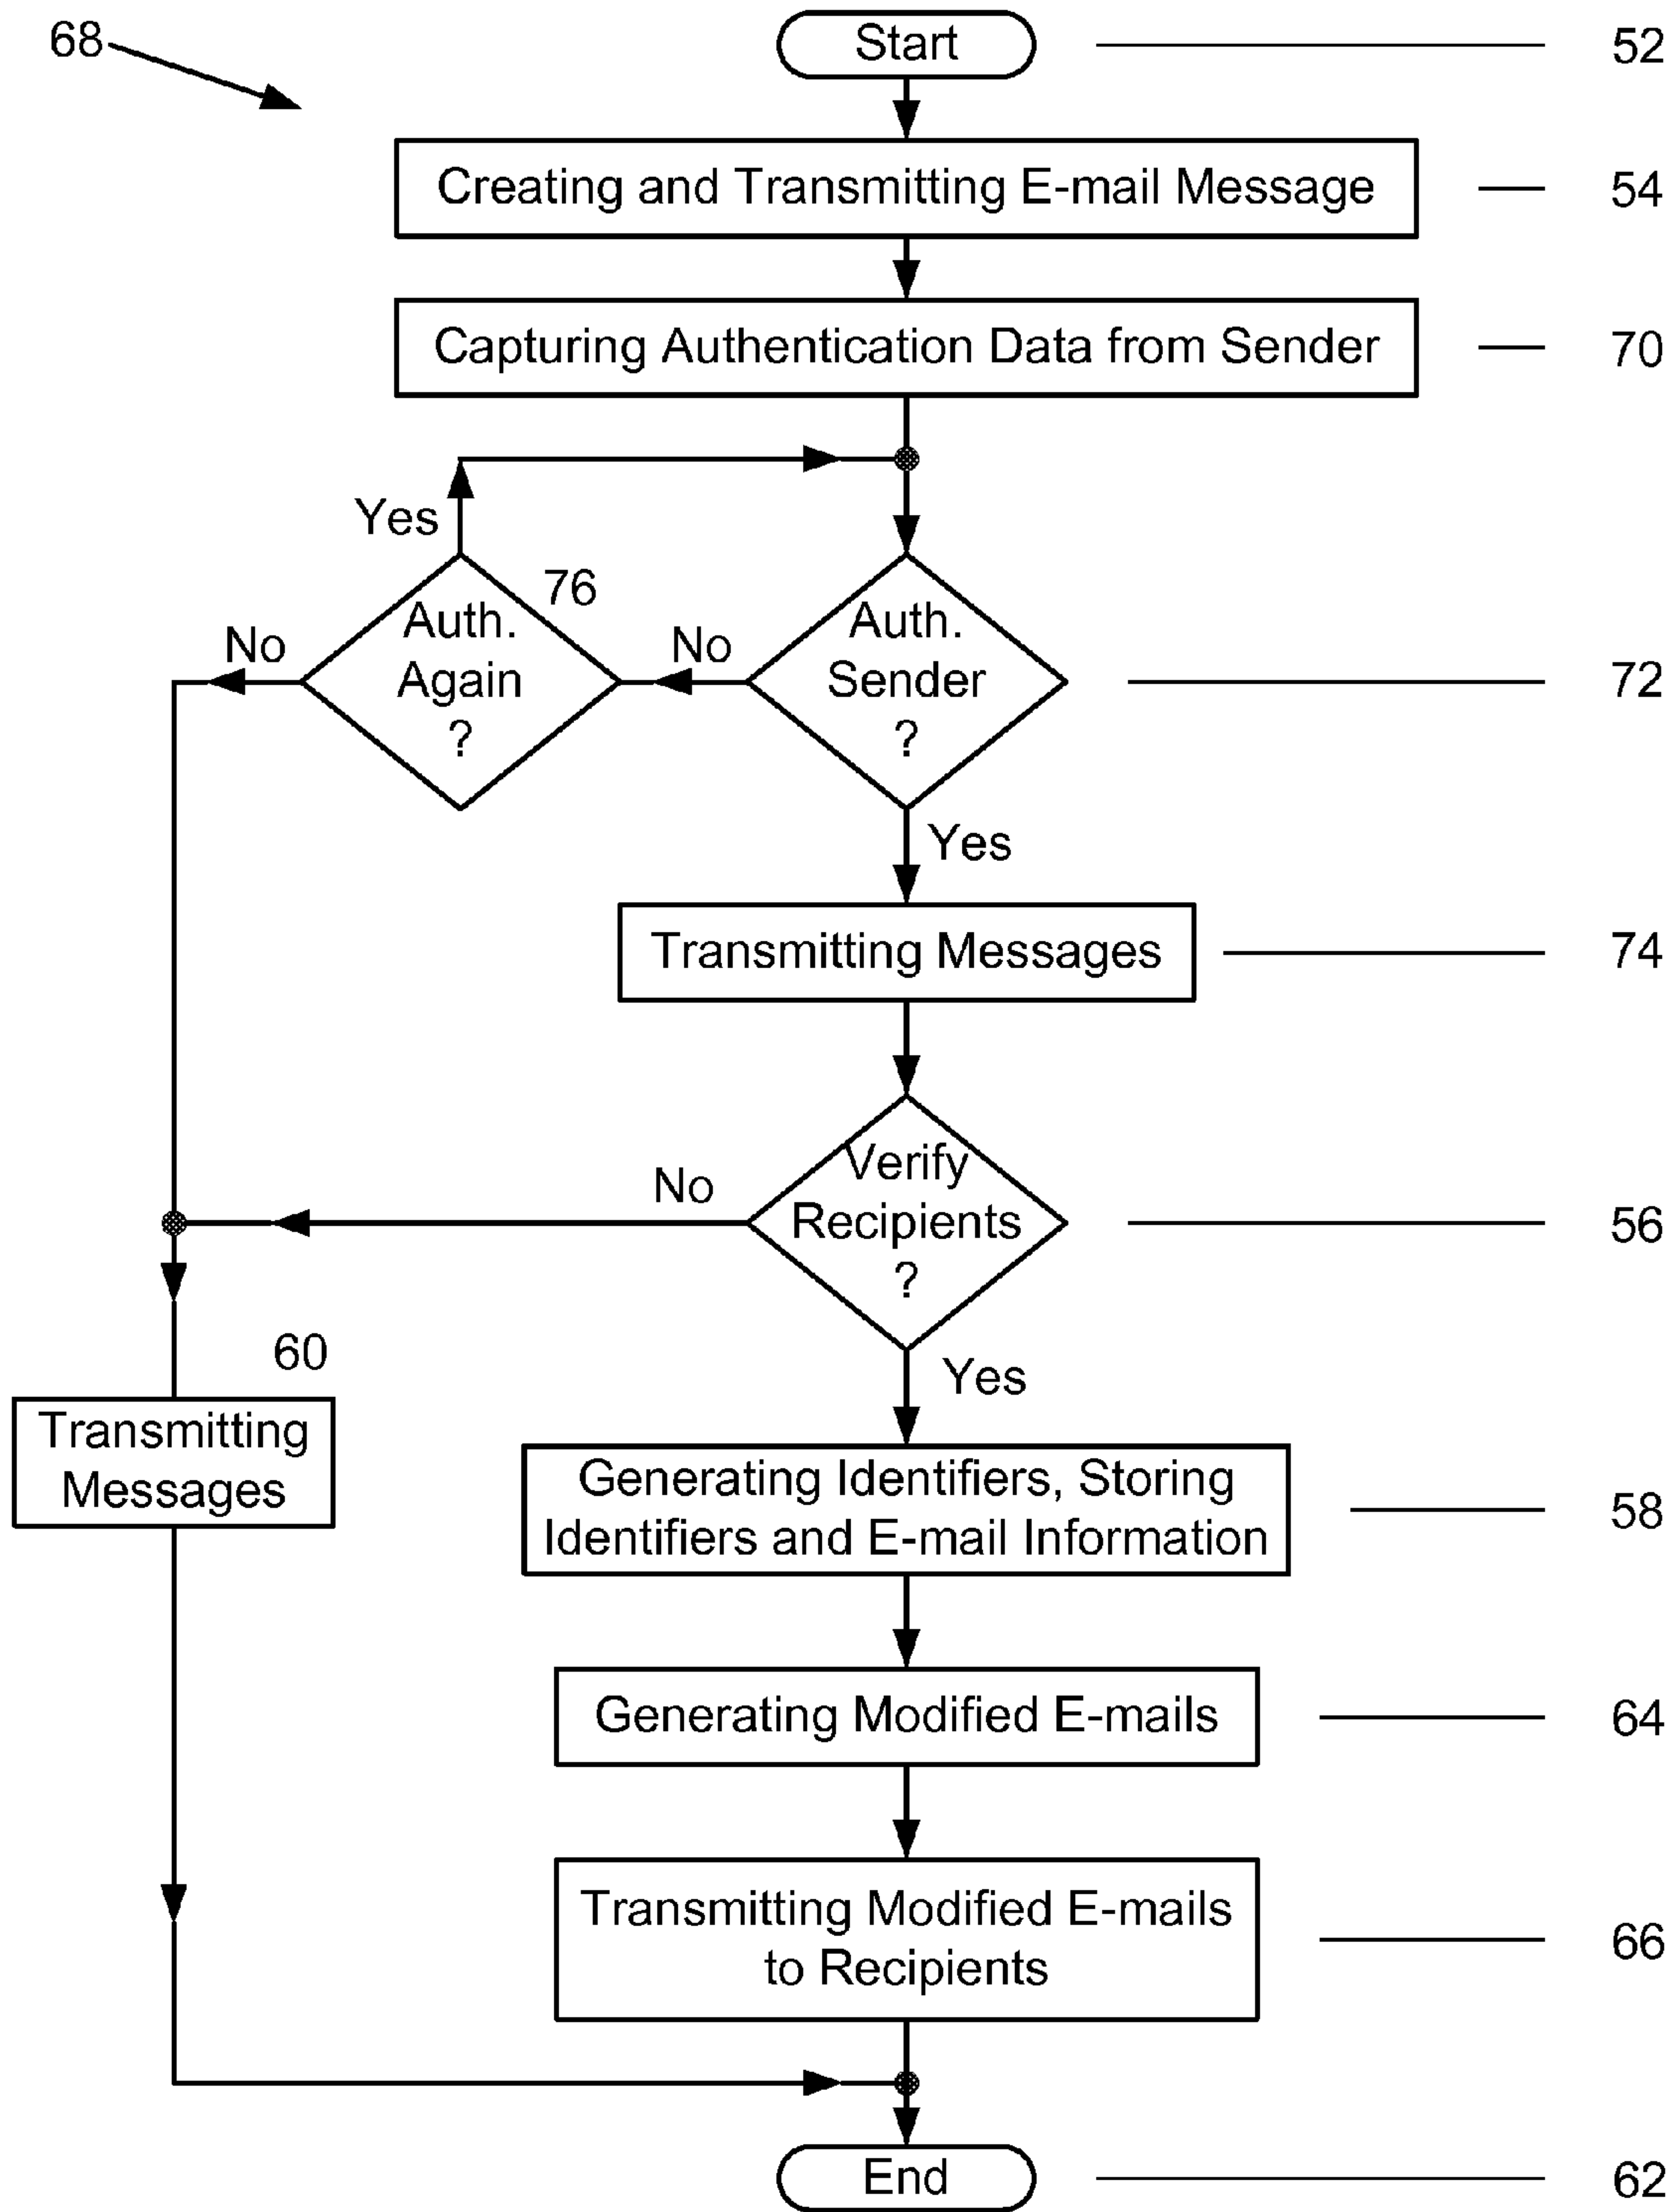 68
Start
52
Creating and Transmitting E-mail Message
54
Capturing Authentication Data from Sender
70
Yes
76
Auth.
Again
?
No
No
Auth.
Sender
?
72
Yes
Transmitting Messages
74
No
Verify
Recipients
?
56
Yes
60
Transmitting
Messages
Generating Identifiers, Storing
Identifiers and E-mail Information
58
Generating Modified E-mails
64
Transmitting Modified E-mails
to Recipients
66
End
62